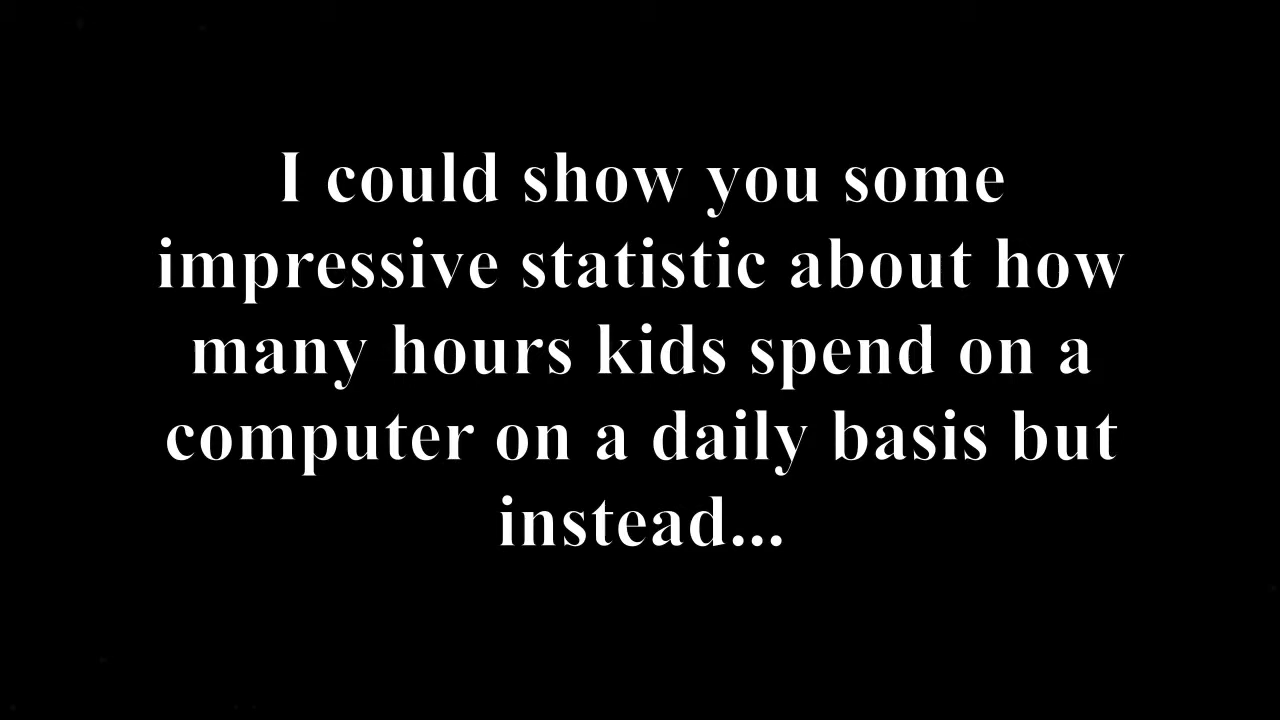 I could show you some
impressive statistic about how
many hours kids spend on a
computer on a daily basis but
instead...